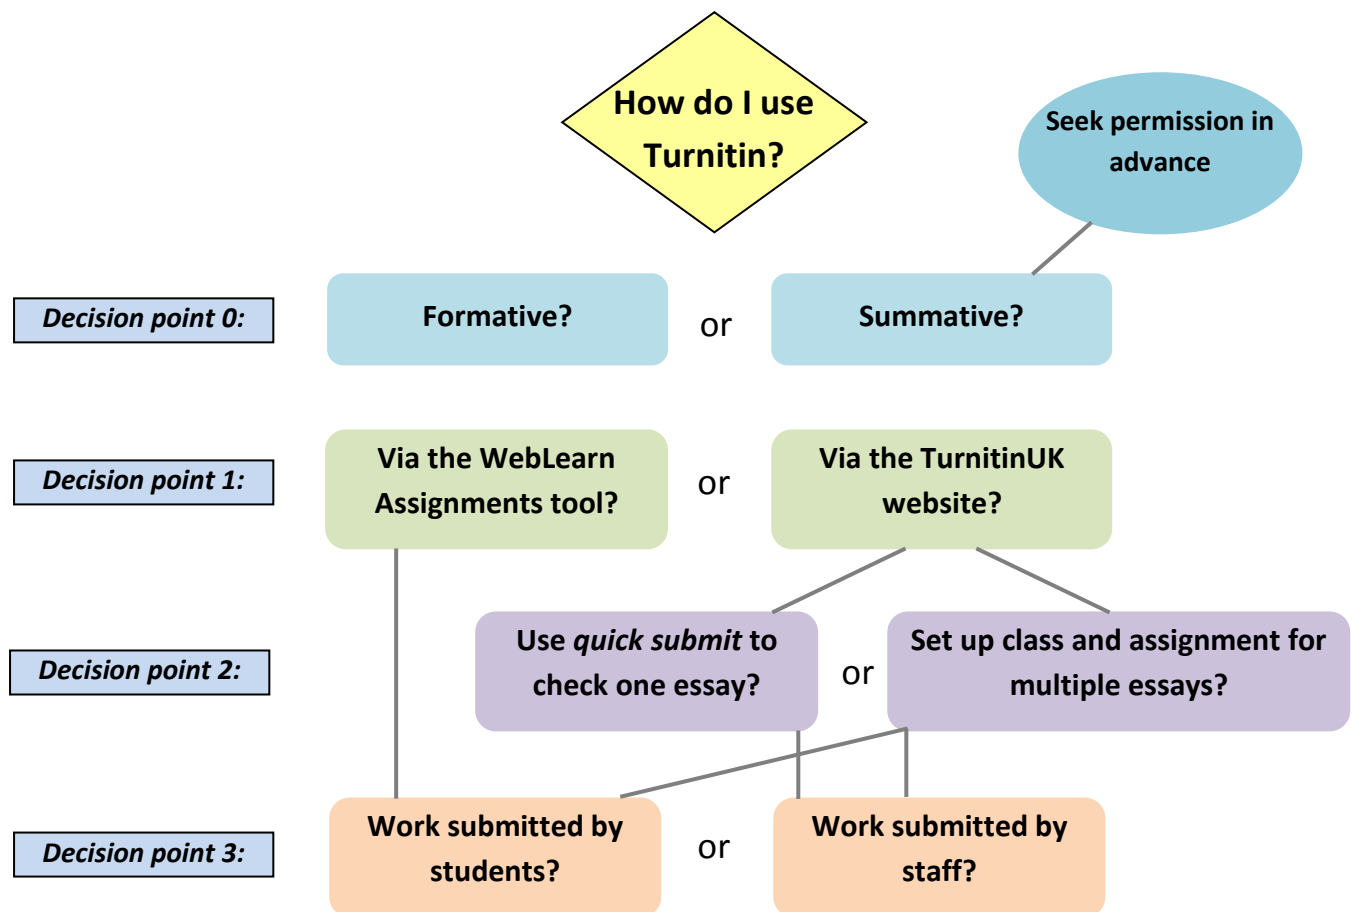 How do I use
Turnitin?
Seek permission in
advance
Decision point 0:
Formative?
or
Summative?
Decision point 1:
Via the WebLearn
Assignments tool?
or
Via the TurnitinUK
website?
Decision point 2:
Use quick submit to
check one essay?
or
Set up class and assignment for
multiple essays?
Decision point 3:
Work submitted by
students?
or
Work submitted by
staff?